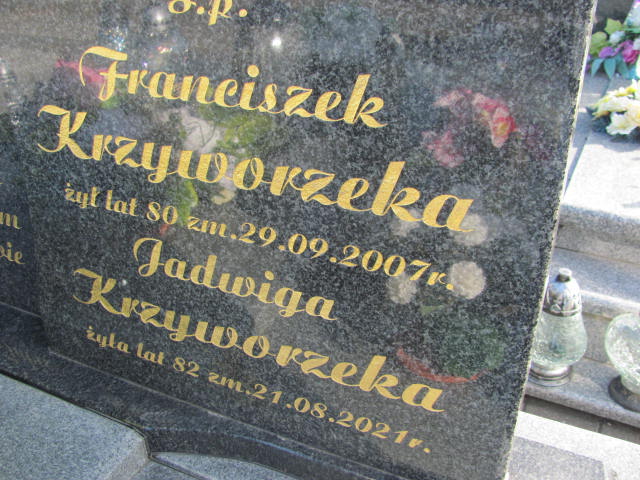 Ś.p.
Franciszek
Krzyworzeka
żył lat 80 zm.29.09.2007r.
Jadwiga
Krzyworzeka
żyła lat 82 zm.21.08.2021r.